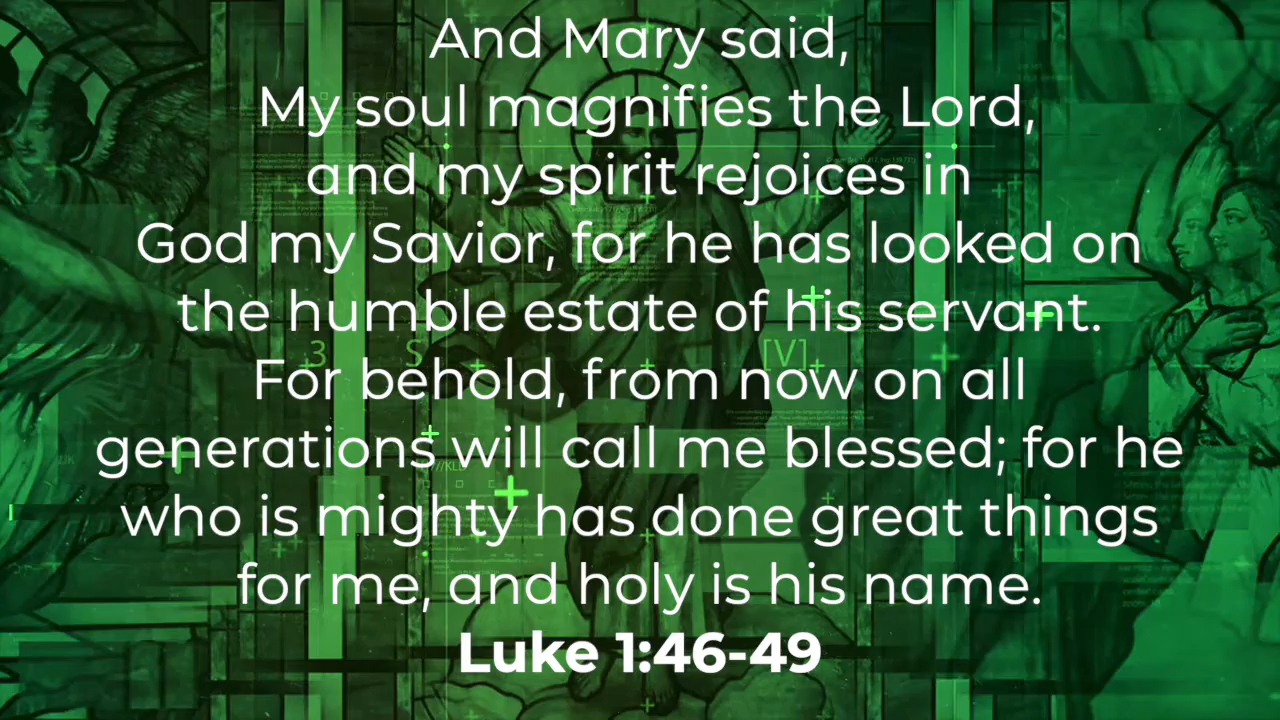 And Mary said,
My soul magnifies the Lord,
and my spirit rejoices in
God my Savior, for he has looked on
the humble estate of his servant.
3 S [V]
For behold, from now on all
generations will call me blessed; for he
//KLD
who is mighty has done great things
for me, and holy is his name.
Luke 1:46-49